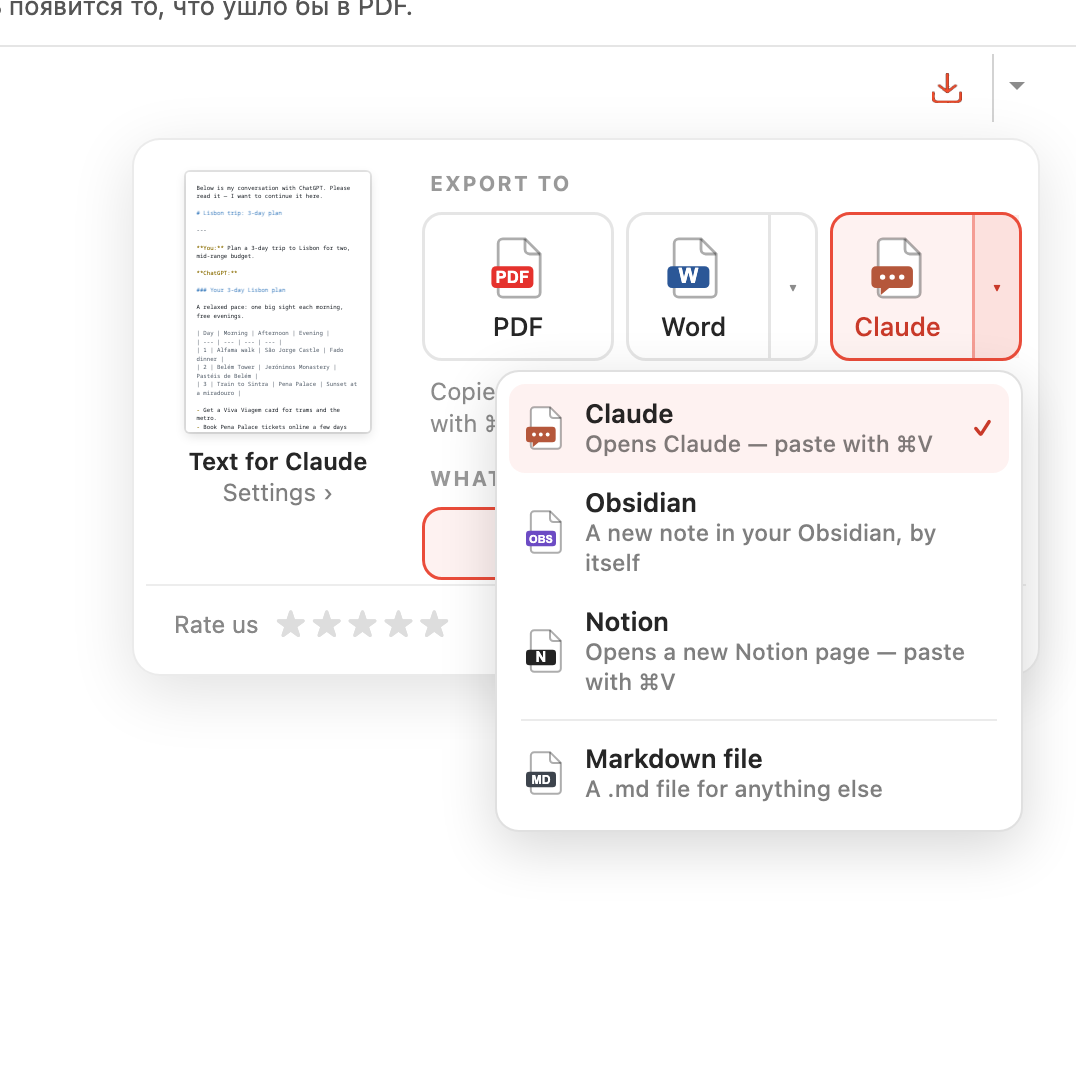 появится то, что ушло бы в PDF.
EXPORT TO
Below is my conversation with ChatGPT. Please
read it — I want to continue it here.
# Lisbon trip: 3-day plan
---
**You:** Plan a 3-day trip to Lisbon for two,
mid-range budget.
**ChatGPT:**
### Your 3-day Lisbon plan
A relaxed pace: one big sight each morning,
free evenings.
| Day | Morning | Afternoon | Evening |
| --- | --- | --- | --- |
| 1 | Alfama walk | São Jorge Castle | Fado
dinner |
| 2 | Belém Tower | Jerónimos Monastery |
Pastéis de Belém |
| 3 | Train to Sintra | Pena Palace | Sunset at
a miradouro |
- Get a Viva Viagem card for trams and the
metro.
- Book Pena Palace tickets online a few days
Text for Claude
Settings ›
PDF
PDF
W
Word
Claude
Copie
with ⌘
WHAT
Claude
Opens Claude — paste with ⌘V
OBS
Obsidian
A new note in your Obsidian, by
itself
N
Notion
Opens a new Notion page — paste
with ⌘V
MD
Markdown file
A .md file for anything else
Rate us